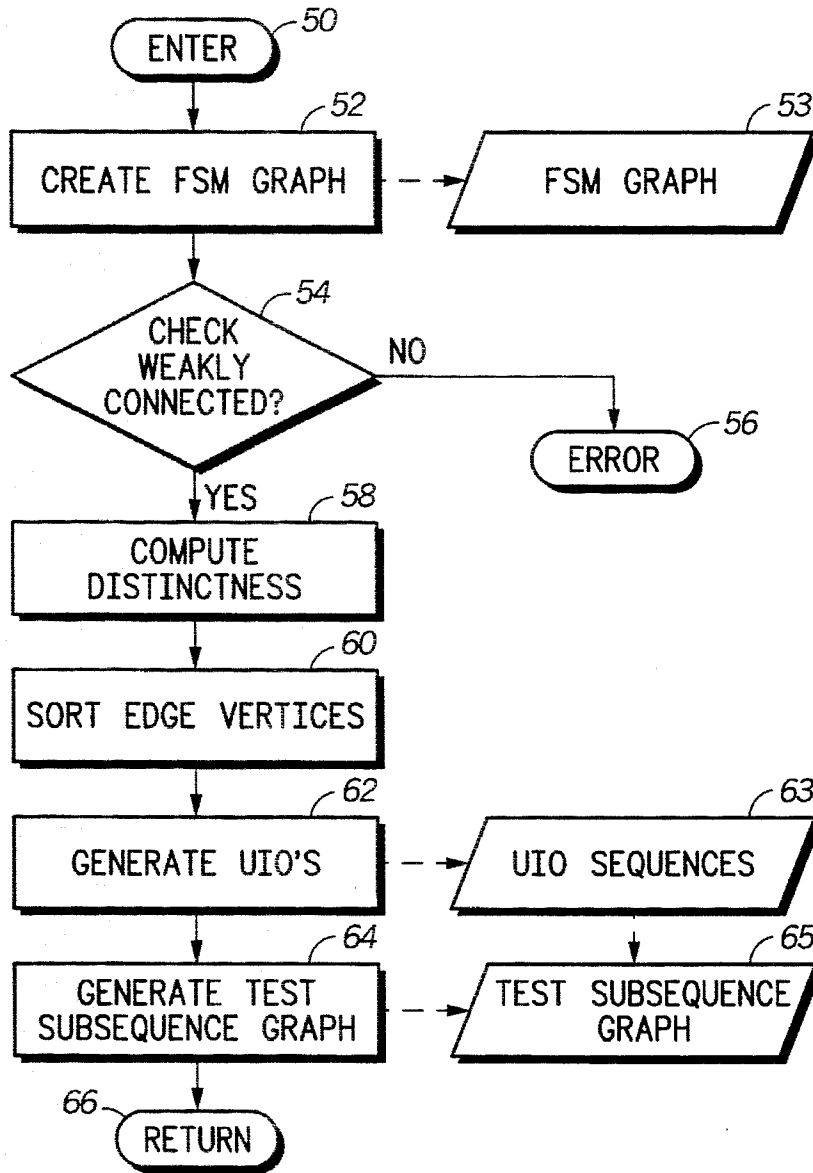 50
ENTER
52
53
CREATE FSM GRAPH
FSM GRAPH
54
CHECK
WEAKLY
CONNECTED?
NO
56
ERROR
YES
58
COMPUTE
DISTINCTNESS
60
SORT EDGE VERTICES
62
63
GENERATE UIO'S
UIO SEQUENCES
64
65
GENERATE TEST
SUBSEQUENCE GRAPH
TEST SUBSEQUENCE
GRAPH
66
RETURN